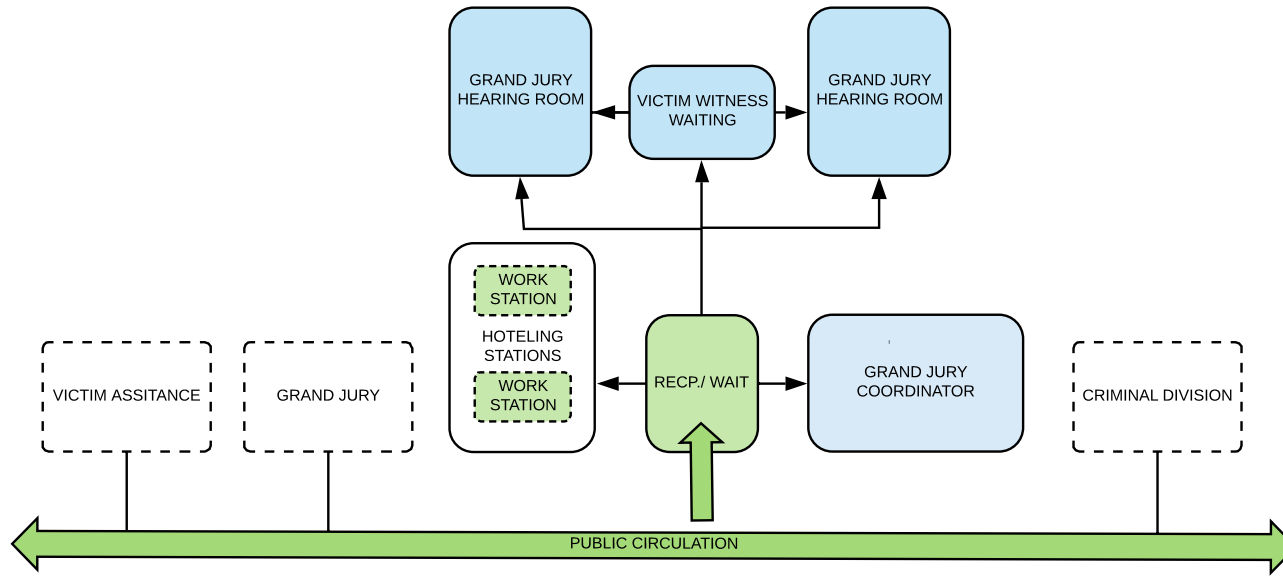 GRAND JURY
HEARING ROOM
VICTIM WITNESS
WAITING
GRAND JURY
HEARING ROOM
WORK
STATION
HOTELING
STATIONS
WORK
STATION
RECP./ WAIT
GRAND JURY
COORDINATOR
VICTIM ASSITANCE
GRAND JURY
CRIMINAL DIVISION
PUBLIC CIRCULATION